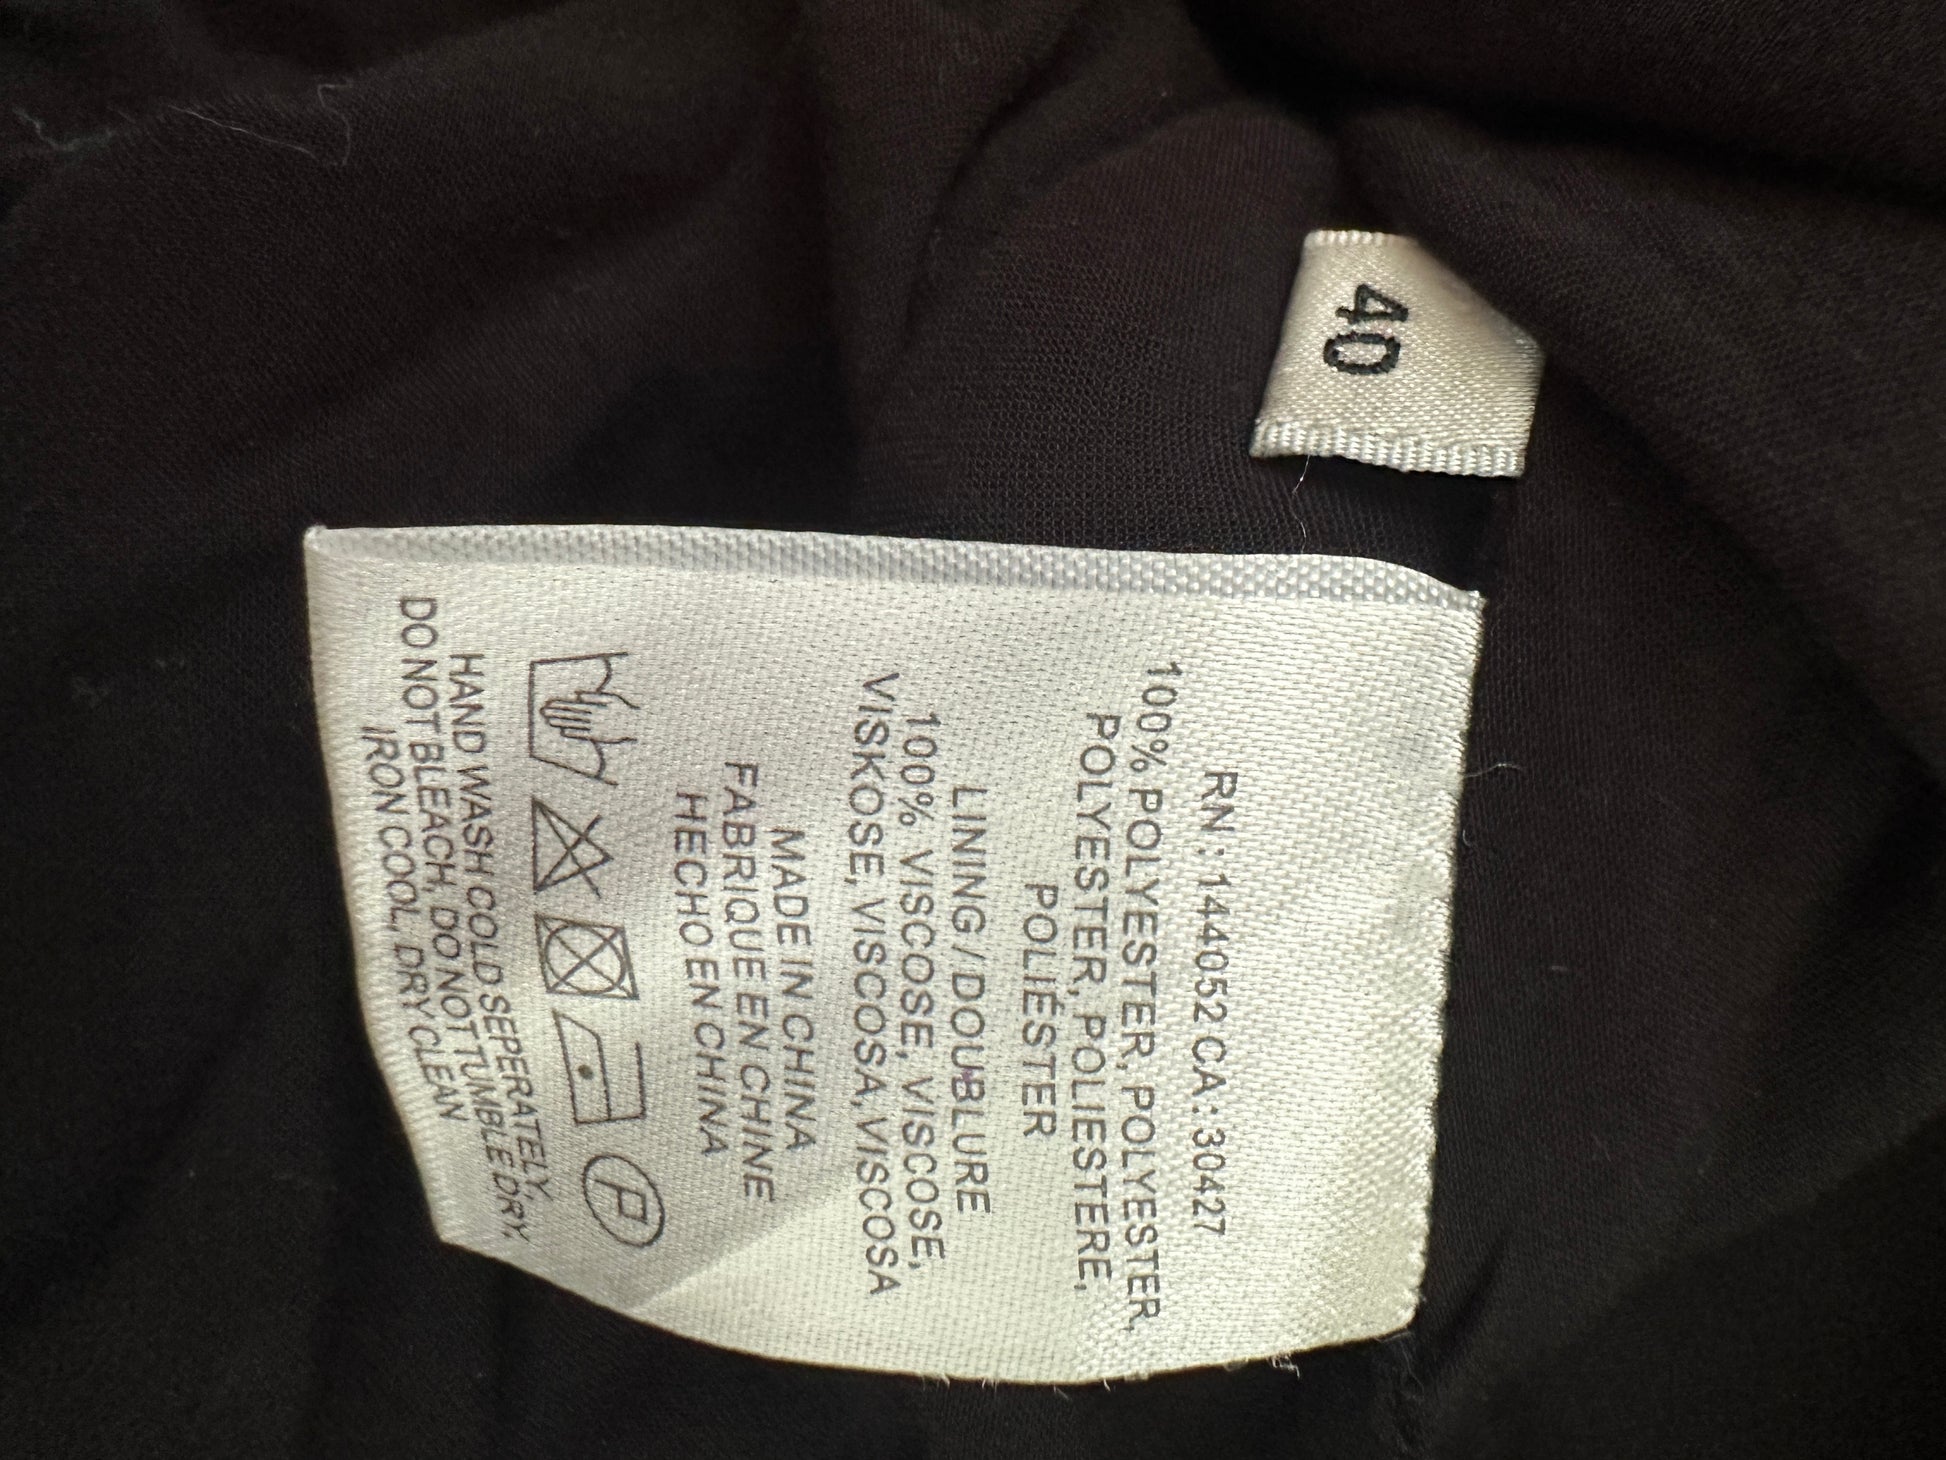 40
RN: 144052 CA: 30427
100% POLYESTER, POLYESTER,
POLYESTER, POLIESTERE,
POLIÉSTER
LINING / DOUBLURE
100% VISCOSE, VISCOSE,
VISKOSE, VISCOSA, VISCOSA
MADE IN CHINA
FABRIQUE EN CHINE
HECHO EN CHINA
P
HAND WASH COLD SEPERATELY,
DO NOT BLEACH, DO NOT TUMBLE DRY,
IRON COOL, DRY CLEAN